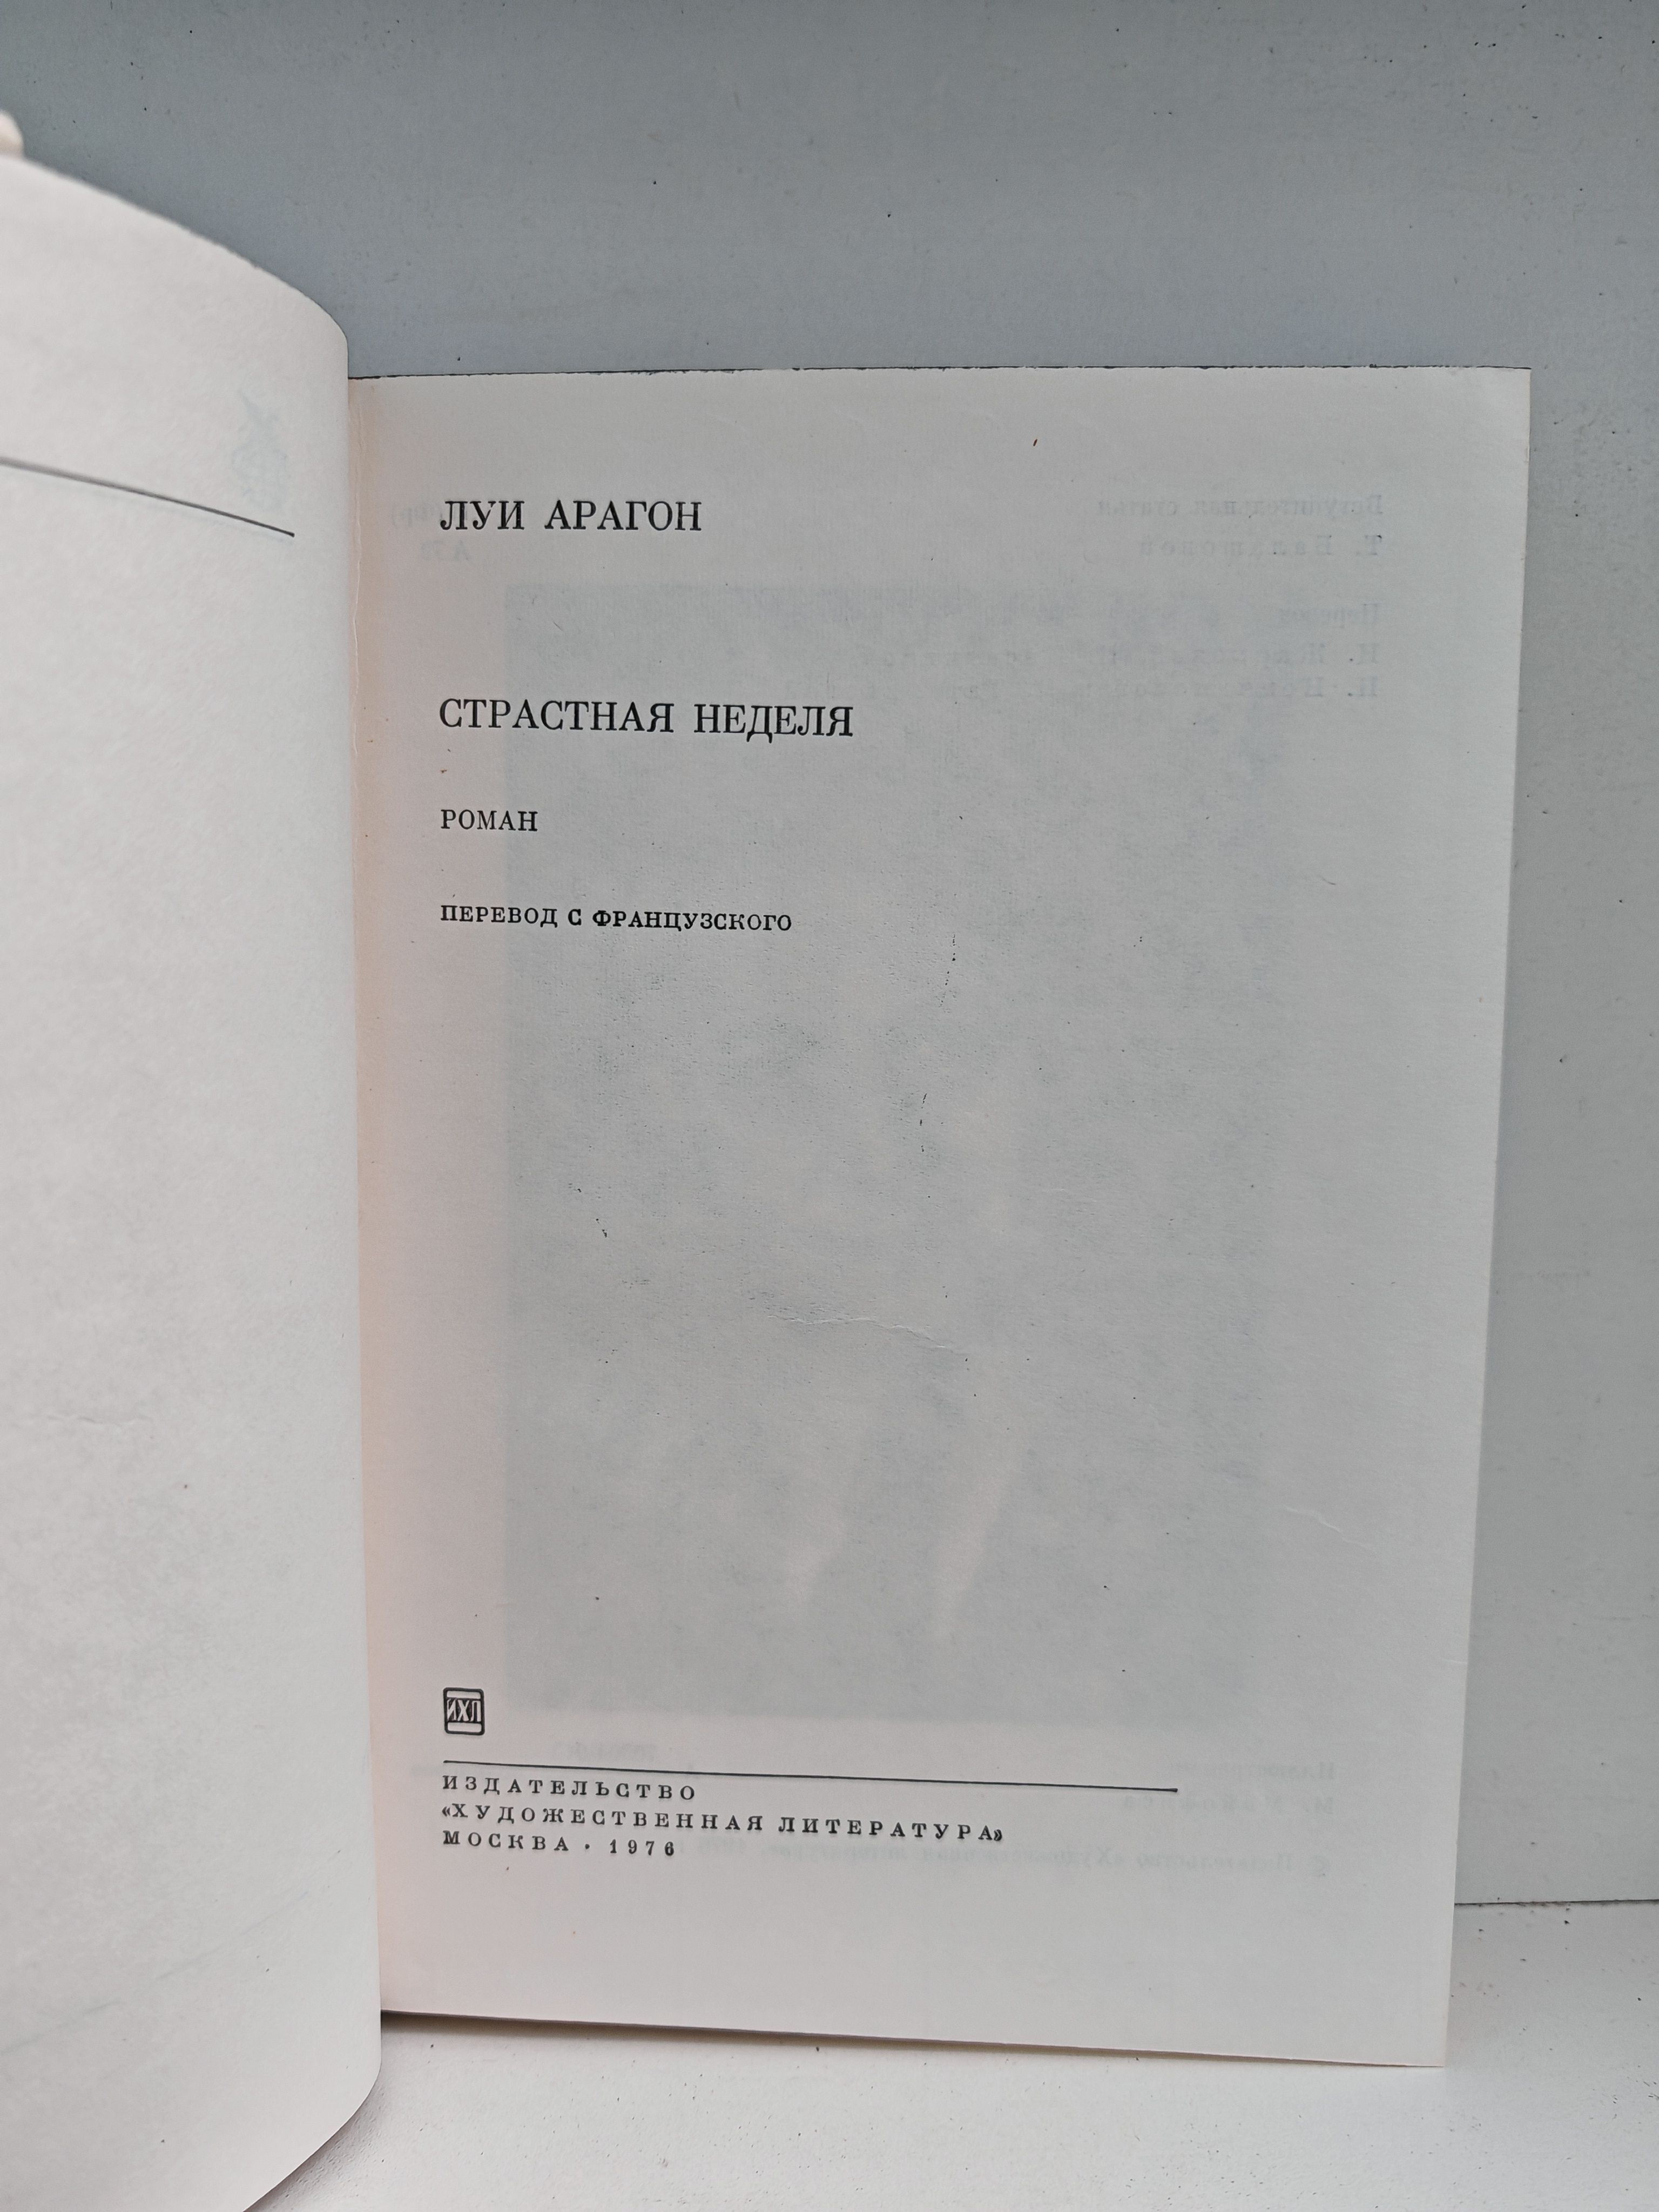 ЛУИ АРАГОН
СТРАСТНАЯ НЕДЕЛЯ
РОМАН
ПЕРЕВОД С ФРАНЦУЗСКОГО
ИХЛ
ИЗДАТЕЛЬСТВО
«ХУДОЖЕСТВЕННАЯ ЛИТЕРАТУРА»
МОСКВА · 1976